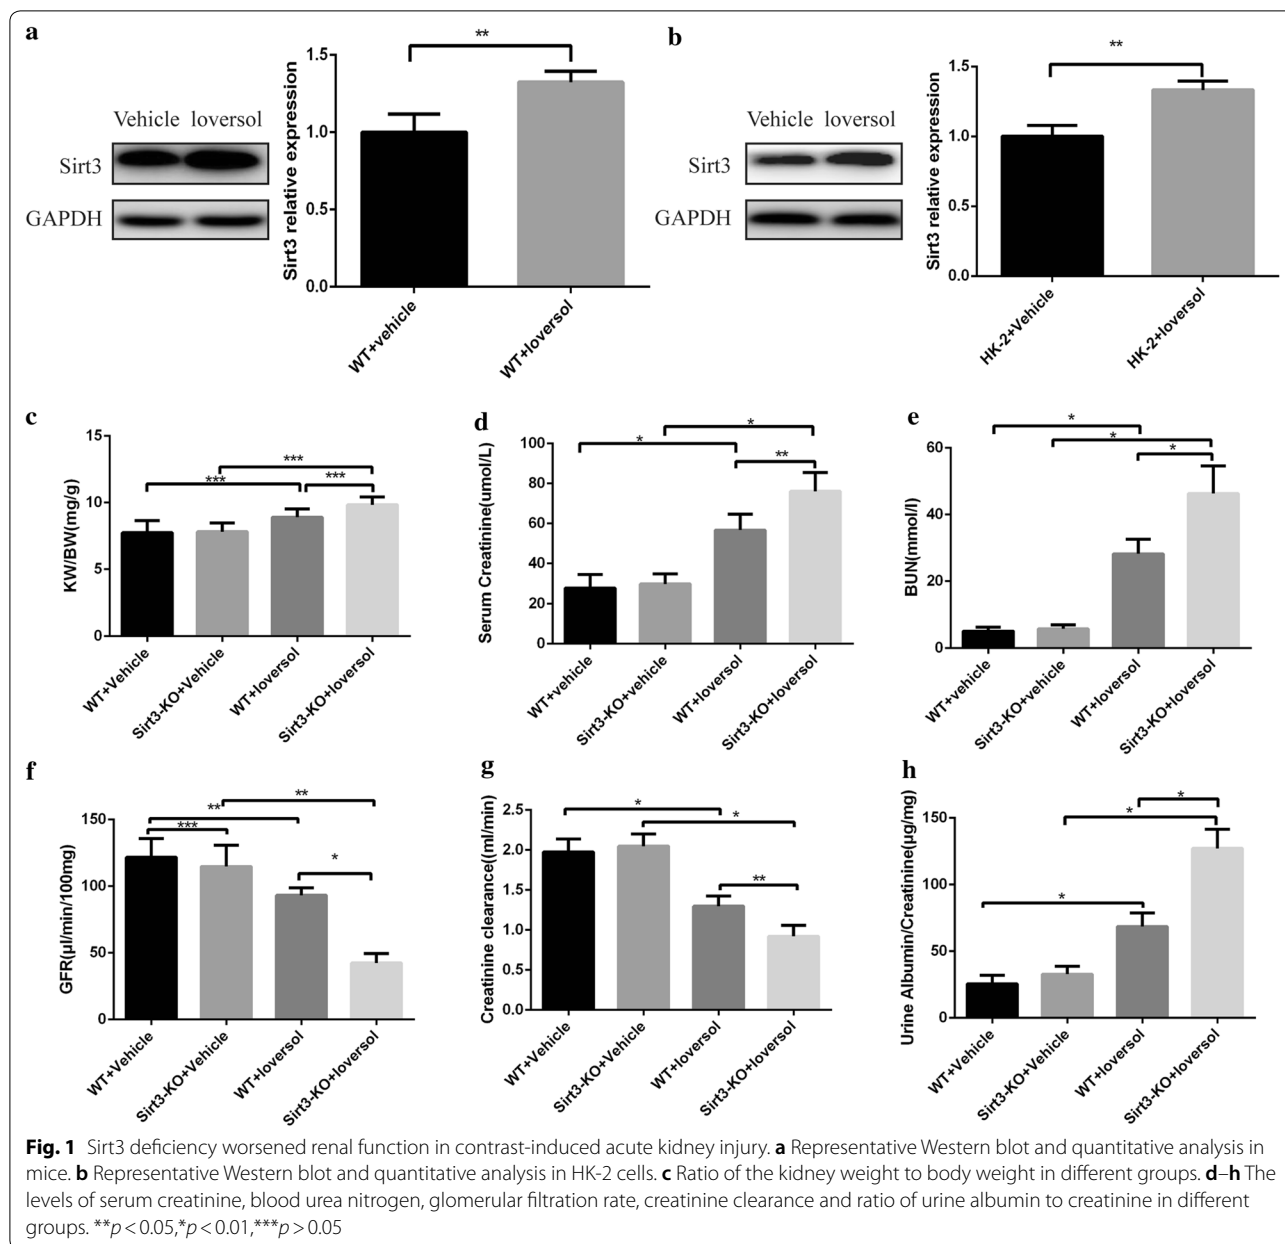 a
**
1.5
1.0
0.5
0.0
Sirt3 relative expression
Vehicle loversol
Sirt3
GAPDH
WT+vehicle
WT+loversol
b
**
1.5
1.0
0.5
0.0
Sirt3 relative expression
Vehicle loversol
Sirt3
GAPDH
HK-2+Vehicle
HK-2+loversol
c
15
10
5
0
KW/BW(mg/g)
***
***
***
WT+Vehicle
Sirt3-KO+Vehicle
WT+loversol
Sirt3-KO+loversol
d
100
80
60
40
20
0
Serum Creatinine(umol/L)
*
*
**
WT+vehicle
Sirt3-KO+vehicle
WT+loversol
Sirt3-KO+loversol
e
60
40
20
0
BUN(mmol/l)
*
*
*
WT+vehicle
Sirt3-KO+vehicle
WT+loversol
Sirt3-KO+loversol
f
150
100
50
0
GFR(μl/min/100mg)
**
**
***
*
WT+Vehicle
Sirt3-KO+Vehicle
WT+loversol
Sirt3-KO+loversol
g
2.5
2.0
1.5
1.0
0.5
0.0
Creatinine clearance((ml/min)
*
*
**
WT+Vehicle
Sirt3-KO+Vehicle
WT+loversol
Sirt3-KO+loversol
h
150
100
50
0
Urine Albumin/Creatinine(μg/mg)
*
*
*
WT+Vehicle
Sirt3-KO+Vehicle
WT+loversol
Sirt3-KO+loversol
Fig. 1 Sirt3 deficiency worsened renal function in contrast-induced acute kidney injury. a Representative Western blot and quantitative analysis in
mice. b Representative Western blot and quantitative analysis in HK-2 cells. c Ratio of the kidney weight to body weight in different groups. d–h The
levels of serum creatinine, blood urea nitrogen, glomerular filtration rate, creatinine clearance and ratio of urine albumin to creatinine in different
groups. **p < 0.05,*p < 0.01,***p > 0.05